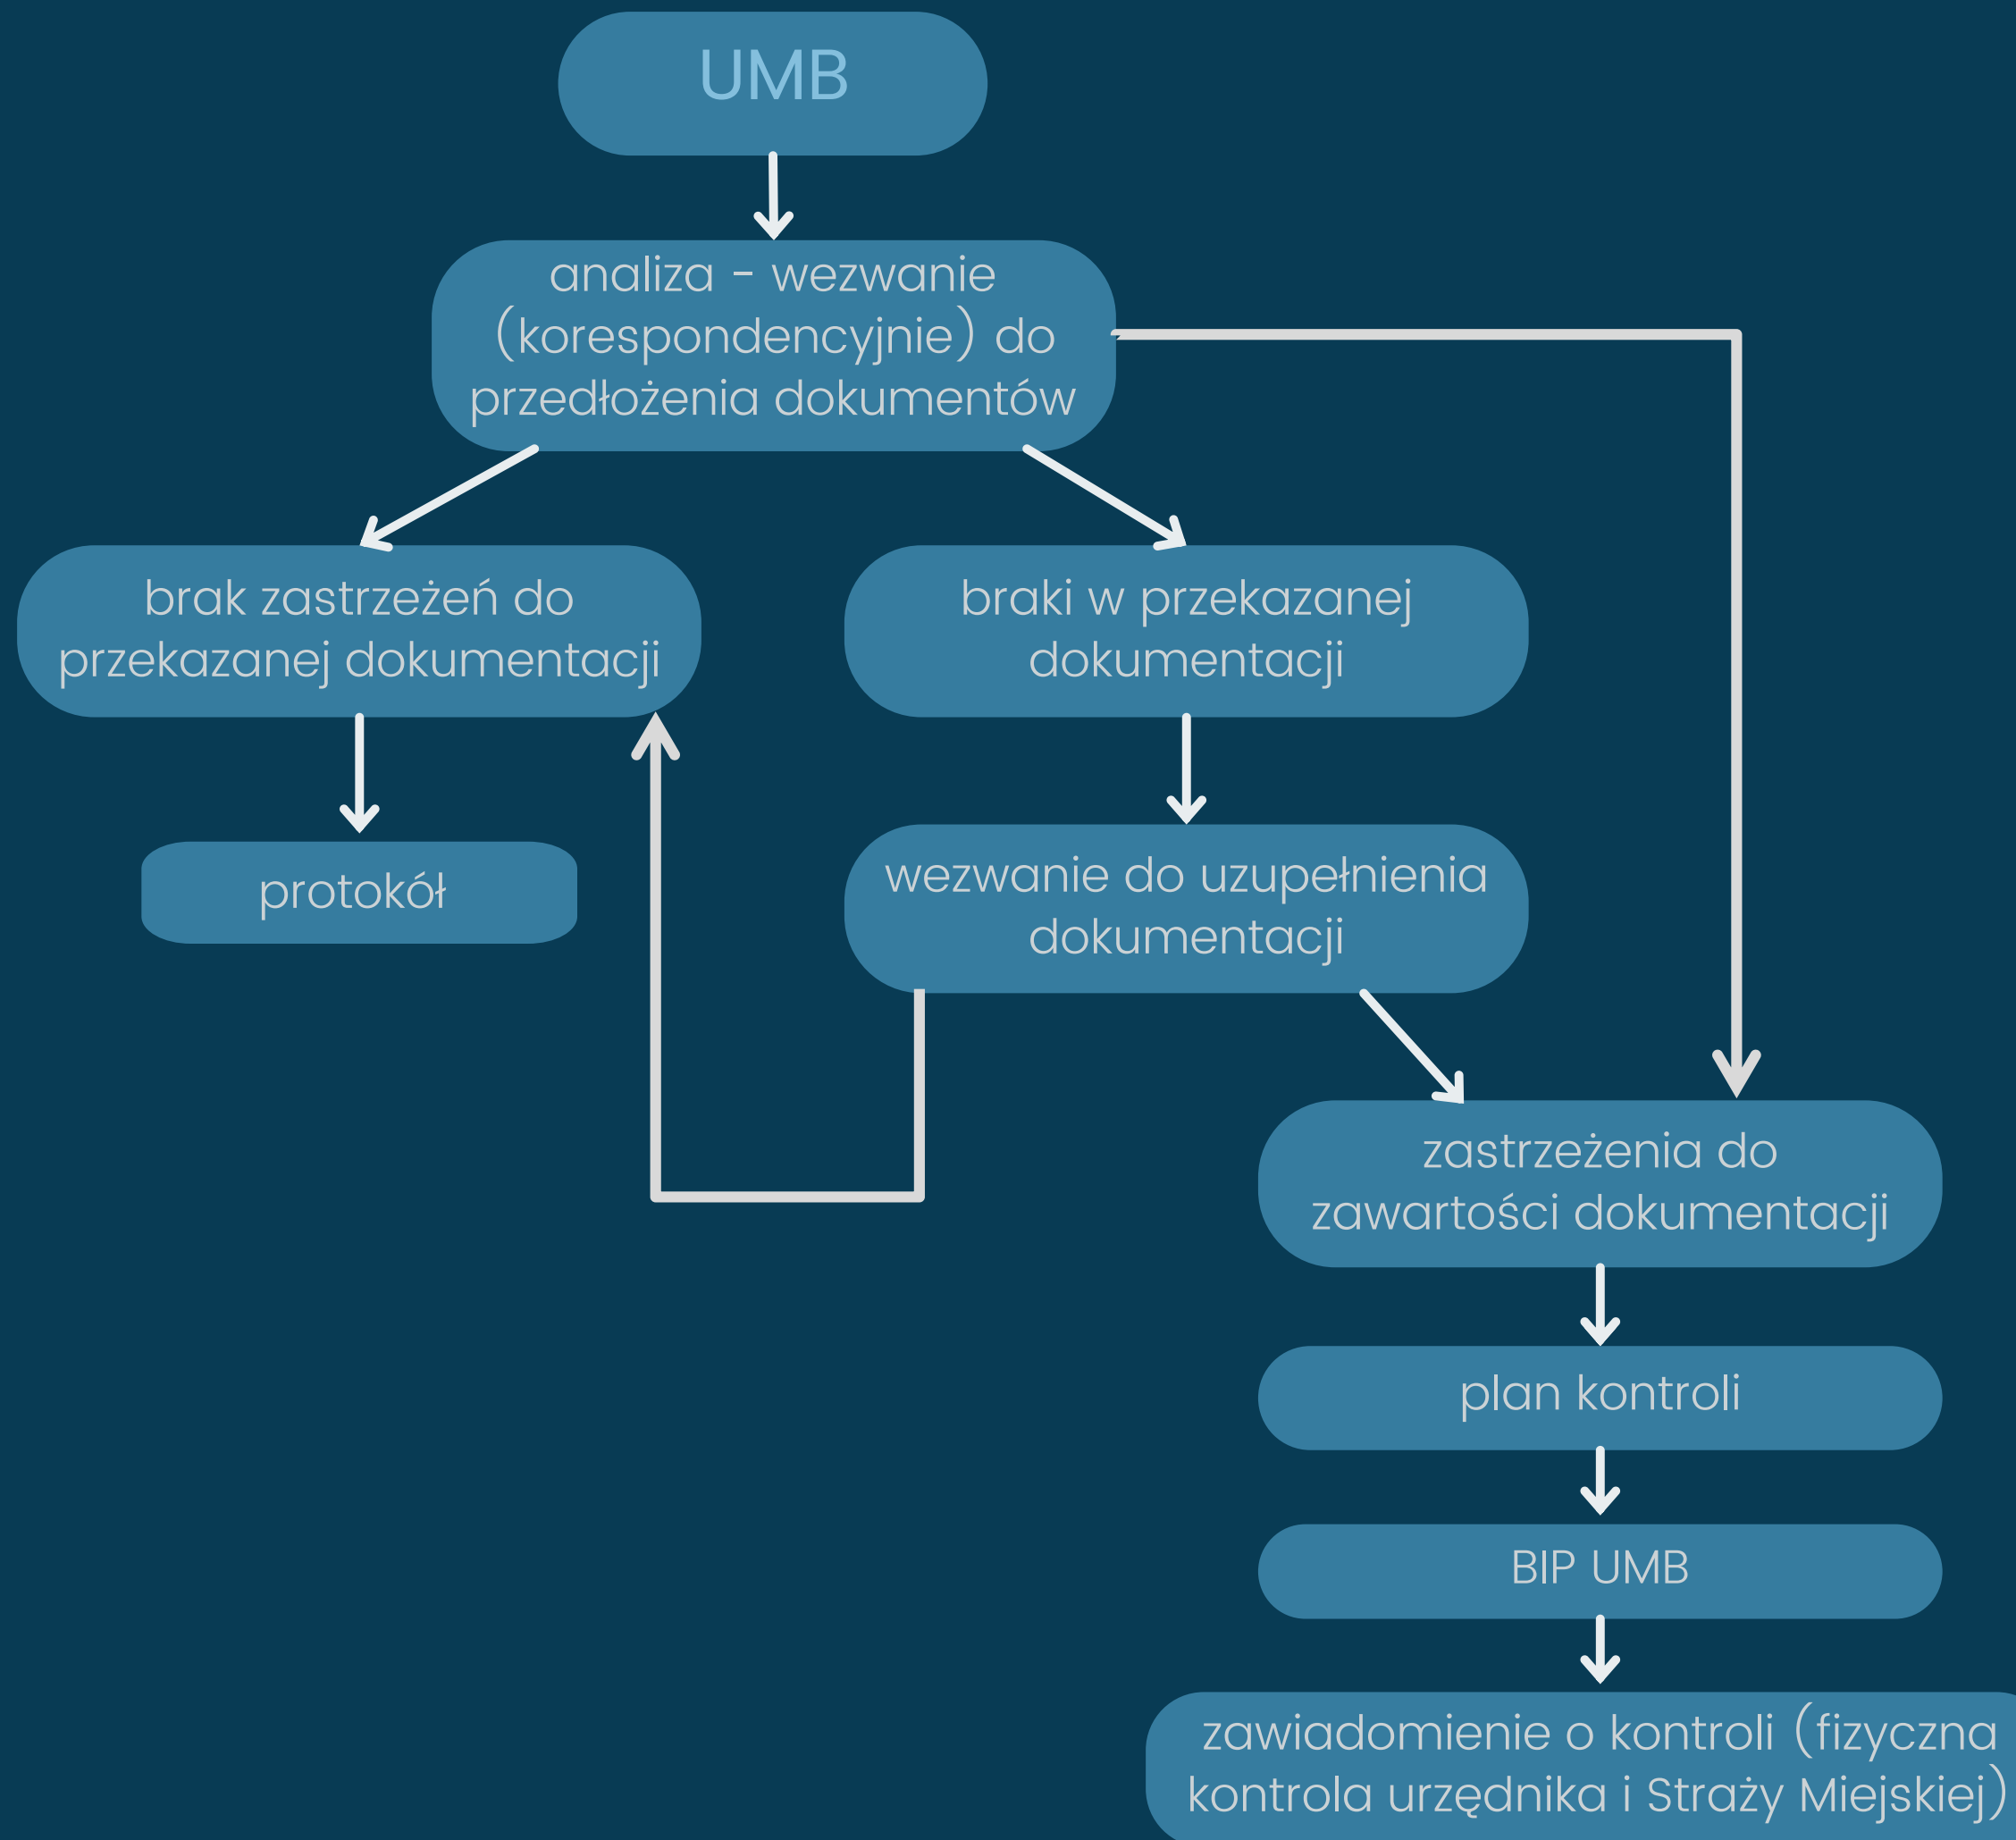 UMB
analiza - wezwanie
(korespondencyjnie) do
przedłożenia dokumentów
brak zastrzeżeń do
przekazanej dokumentacji
braki w przekazanej
dokumentacji
protokół
wezwanie do uzupełnienia
dokumentacji
zastrzeżenia do
zawartości dokumentacji
plan kontroli
BIP UMB
zawiadomienie o kontroli (fizyczna
kontrola urzędnika i Straży Miejskiej)